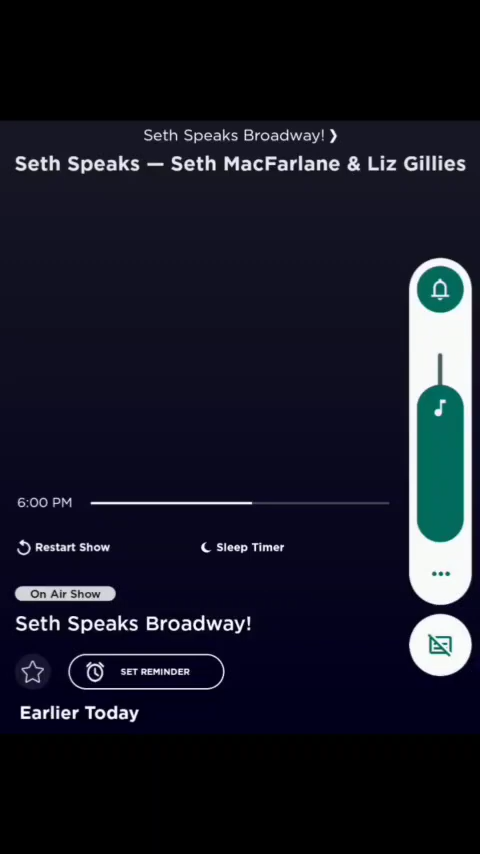 Seth Speaks Broadway! ❯
Seth Speaks — Seth MacFarlane & Liz Gillies
6:00 PM
Restart Show
Sleep Timer
On Air Show
Seth Speaks Broadway!
SET REMINDER
Earlier Today